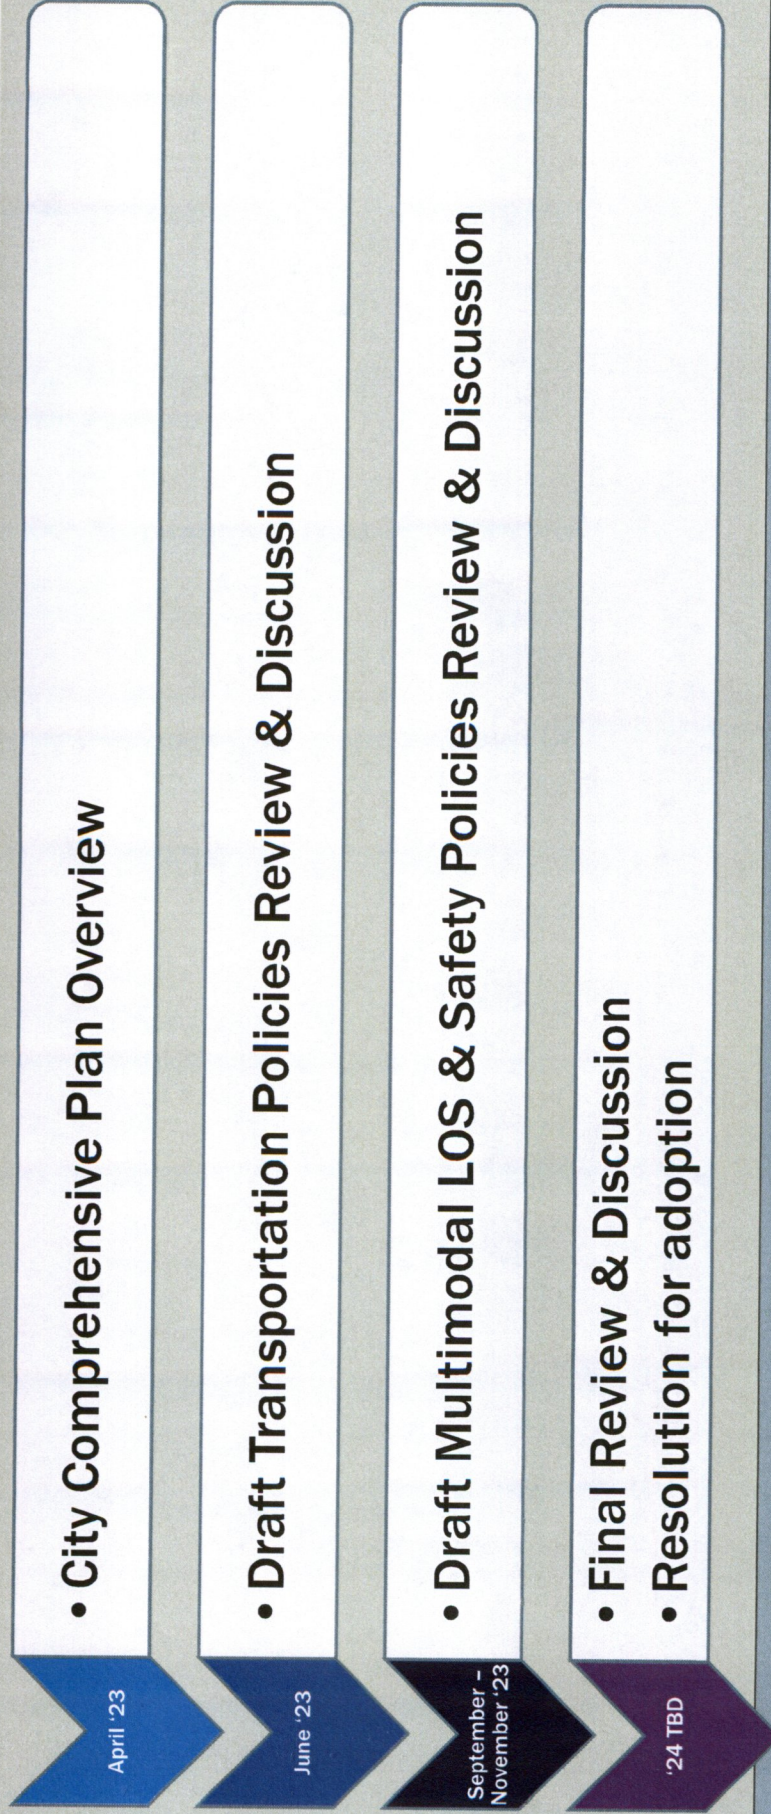 April ‘23
• City Comprehensive Plan Overview
June ‘23
• Draft Transportation Policies Review & Discussion
September –
November ‘23
• Draft Multimodal LOS & Safety Policies Review & Discussion
‘24 TBD
• Final Review & Discussion
• Resolution for adoption